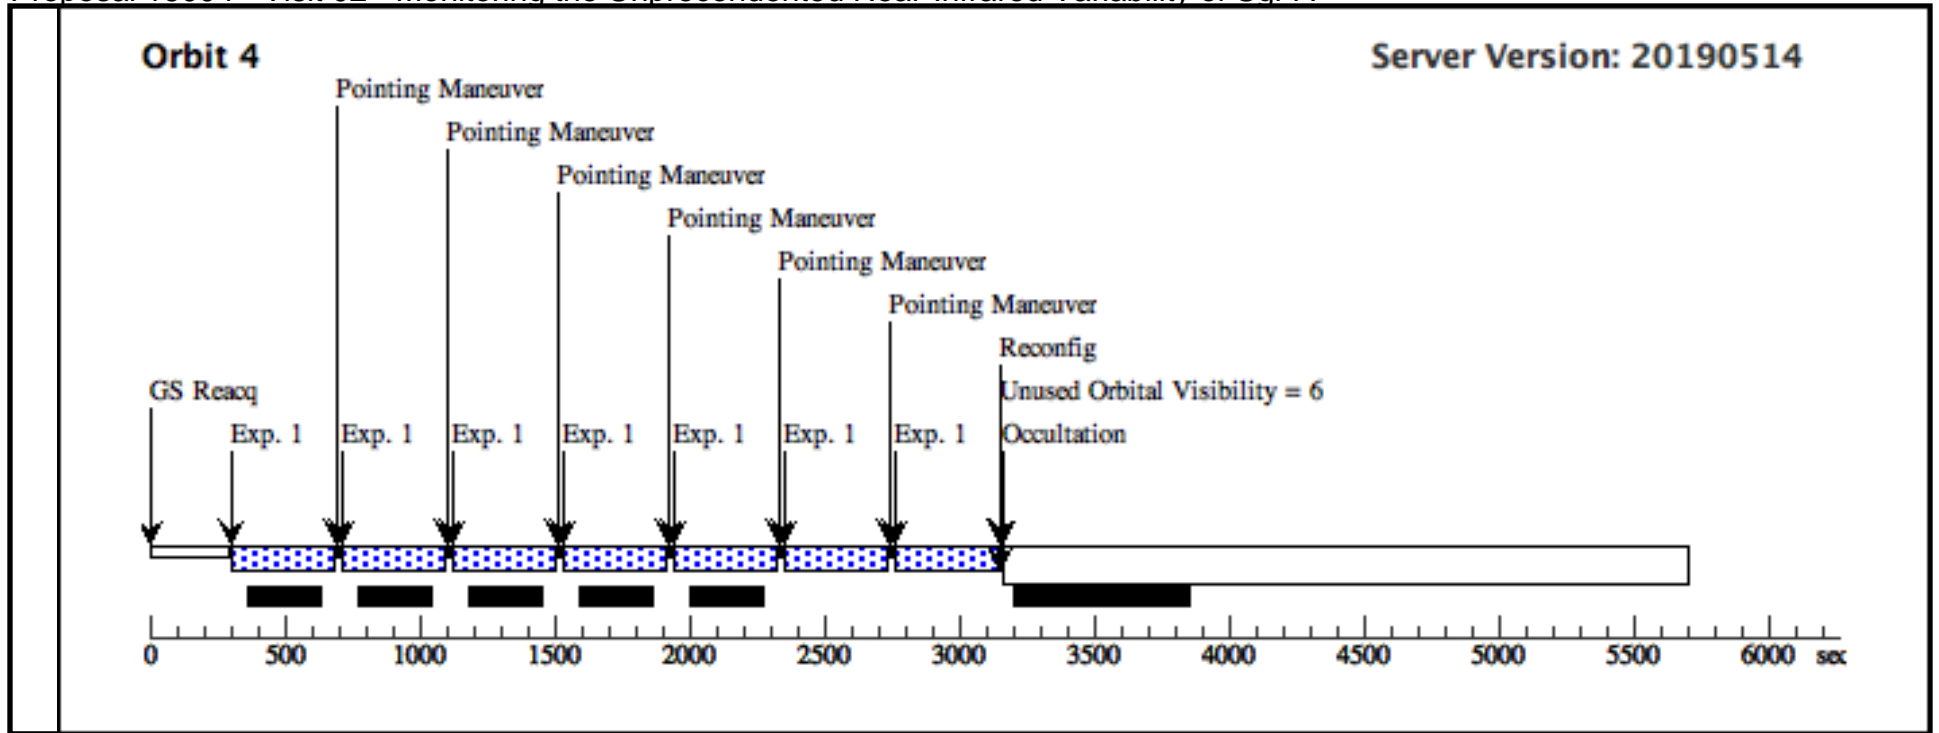 Orbit 4
Server Version: 20190514
Pointing Maneuver
Pointing Maneuver
Pointing Maneuver
Pointing Maneuver
Pointing Maneuver
Pointing Maneuver
Reconfig
GS Reacq
Unused Orbital Visibility = 6
Exp. 1
Exp. 1
Exp. 1
Exp. 1
Exp. 1
Exp. 1
Exp. 1
Occultation
0 500 1000 1500 2000 2500 3000 3500 4000 4500 5000 5500 6000 sec